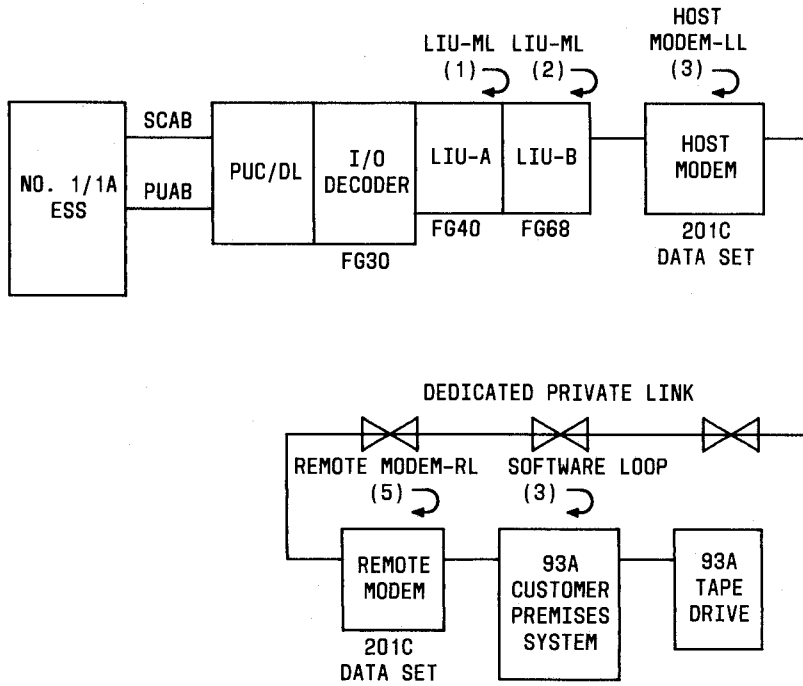 HOST
LIU-ML LIU-ML MODEM-LL
(1) (2) (3)
SCAB
PUAB
NO. 1/1A
ESS
PUC/DL
I/O
DECODER
LIU-A
LIU-B
HOST
MODEM
FG30
FG40
FG68
201C
DATA SET
DEDICATED PRIVATE LINK
REMOTE MODEM-RL
(5)
SOFTWARE LOOP
(3)
REMOTE
MODEM
201C
DATA SET
93A
CUSTOMER
PREMISES
SYSTEM
93A
TAPE
DRIVE